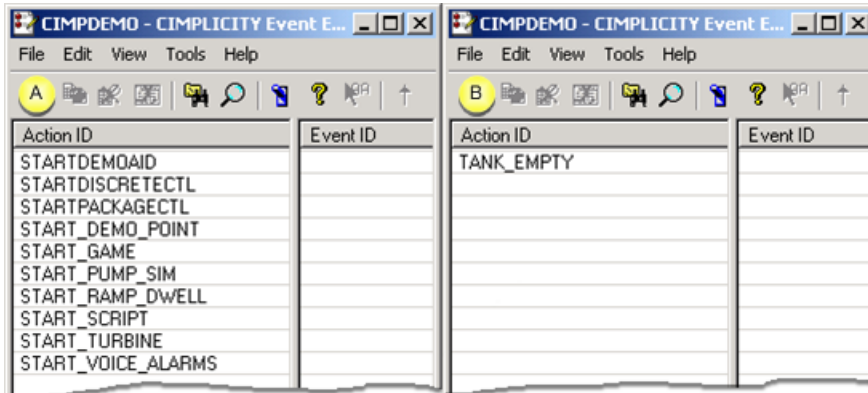 CIMPDEMO - CIMPLICITY Event E...
File Edit View Tools Help
A
Action ID Event ID
STARTDEMOAID
STARTDISCRETECTL
STARTPACKAGECTL
START_DEMO_POINT
START_GAME
START_PUMP_SIM
START_RAMP_DWELL
START_SCRIPT
START_TURBINE
START_VOICE_ALARMS
CIMPDEMO - CIMPLICITY Event E...
File Edit View Tools Help
B
Action ID Event ID
TANK_EMPTY